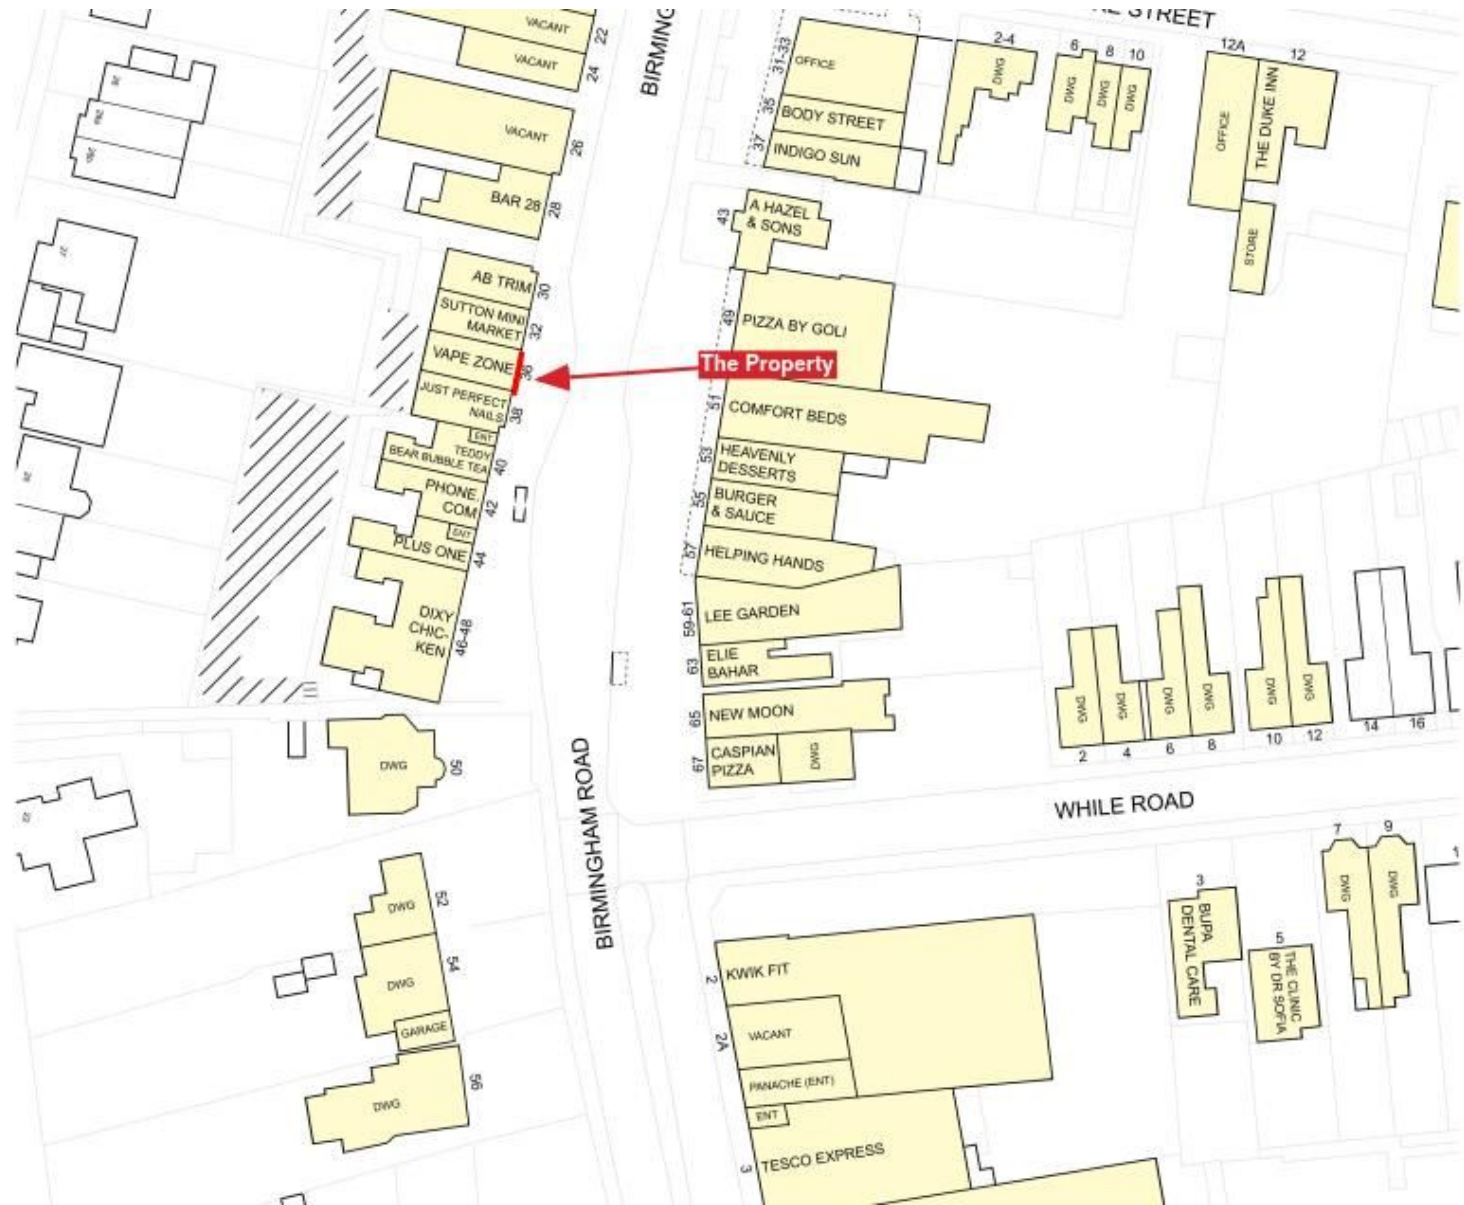 VACANT
22
VACANT
24
VACANT
26
BAR 28
28
AB TRIM
30
SUTTON MINI
MARKET
32
VAPE ZONE
36
JUST PERFECT
NAILS
38
ENT
TEDDY
BEAR BUBBLE TEA
40
PHONE.
COM
42
ENT
PLUS ONE
44
DIXY
CHIC-
KEN
46-48
DWG
50
DWG
52
DWG
54
GARAGE
DWG
56
BIRMING
BIRMINGHAM ROAD
The Property
31-33
OFFICE
35
BODY STREET
37
INDIGO SUN
43
A HAZEL
& SONS
49
PIZZA BY GOLI
51
COMFORT BEDS
53
HEAVENLY
DESSERTS
55
BURGER
& SAUCE
57
HELPING HANDS
59-61
LEE GARDEN
63
ELIE
BAHAR
65
NEW MOON
67
CASPIAN
PIZZA
DWG
STREET
2-4
DWG
6
DWG
8
DWG
10
DWG
12A
OFFICE
12
THE DUKE INN
STORE
DWG
2
DWG
4
DWG
6
DWG
8
DWG
10
DWG
12
14
16
WHILE ROAD
2
KWIK FIT
2A
VACANT
PANACHE (ENT)
ENT
3
TESCO EXPRESS
3
BUPA
DENTAL CARE
5
THE CLINIC
BY DR SOFIA
7
DWG
9
DWG
1
27